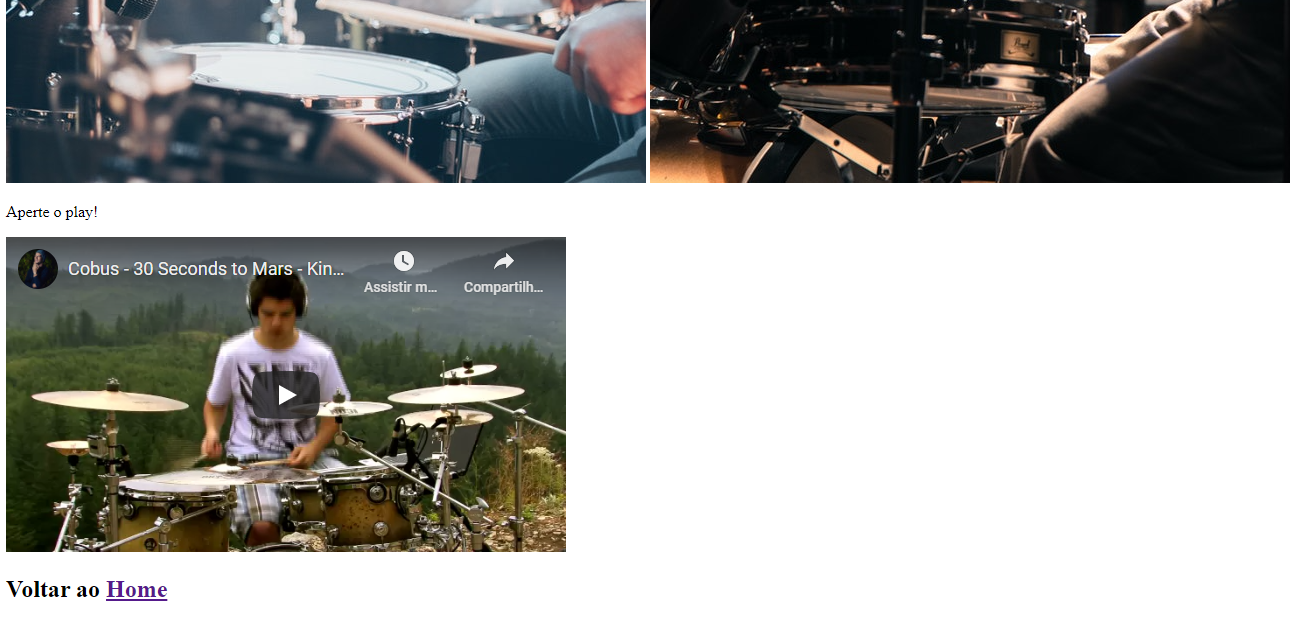 Pearl
Aperte o play!
Cobus - 30 Seconds to Mars - Kin...
Assistir m...
Compartilh...
Voltar ao Home